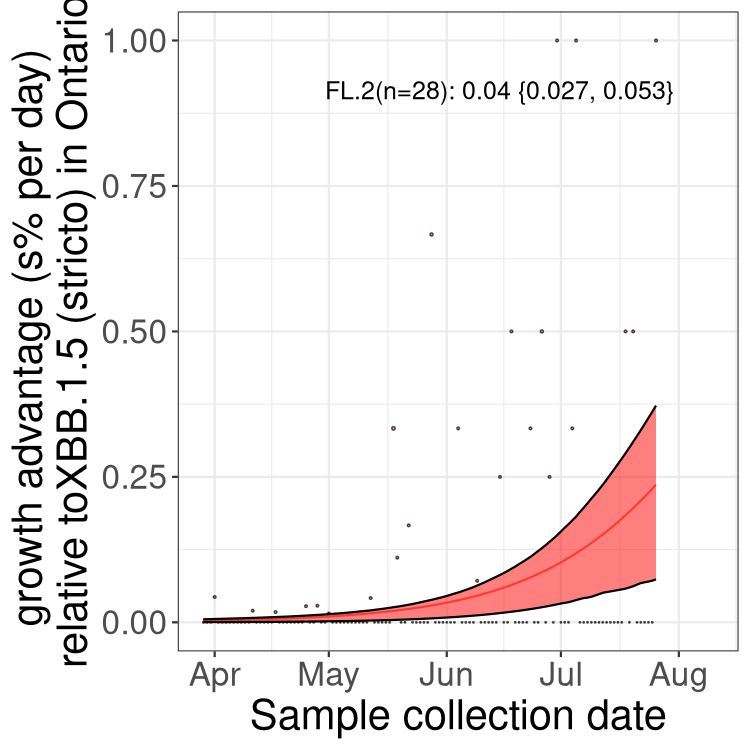 growth advantage (s% per day)
relative toXBB.1.5 (stricto) in Ontario
1.00
0.75
0.50
0.25
0.00
FL.2(n=28): 0.04 {0.027, 0.053}
Apr May Jun Jul Aug
Sample collection date